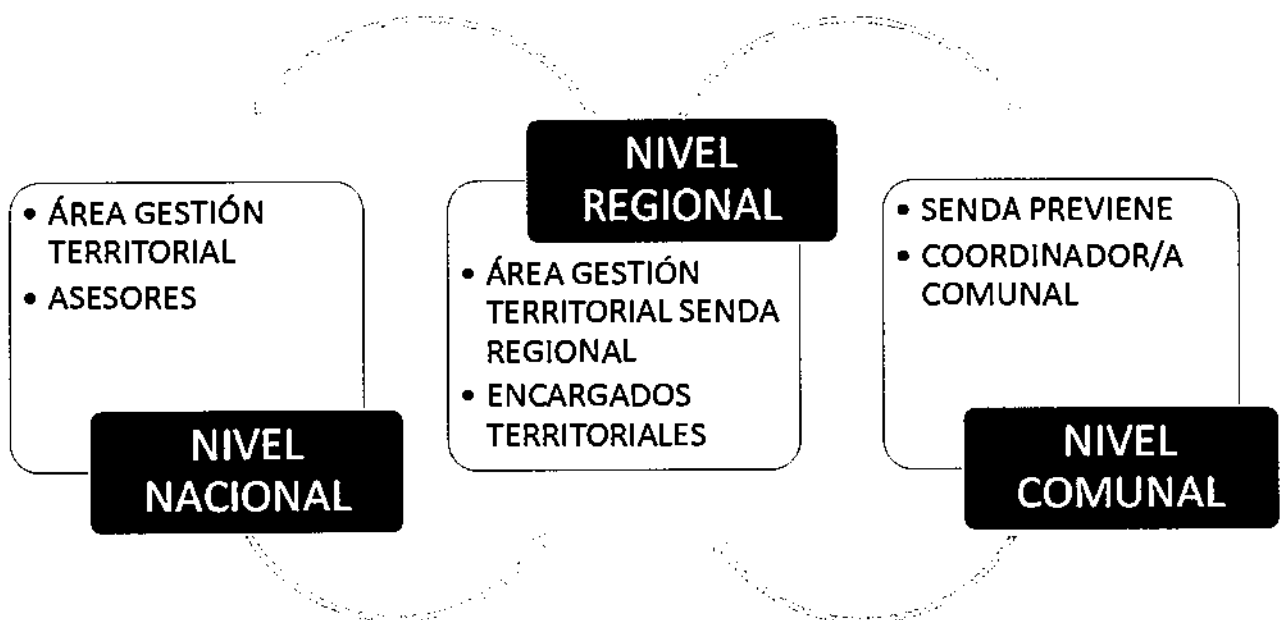 • ÁREA GESTIÓN
TERRITORIAL
• ASESORES
NIVEL
NACIONAL
NIVEL
REGIONAL
• ÁREA GESTIÓN
TERRITORIAL SENDA
REGIONAL
• ENCARGADOS
TERRITORIALES
• SENDA PREVIENE
• COORDINADOR/A
COMUNAL
NIVEL
COMUNAL